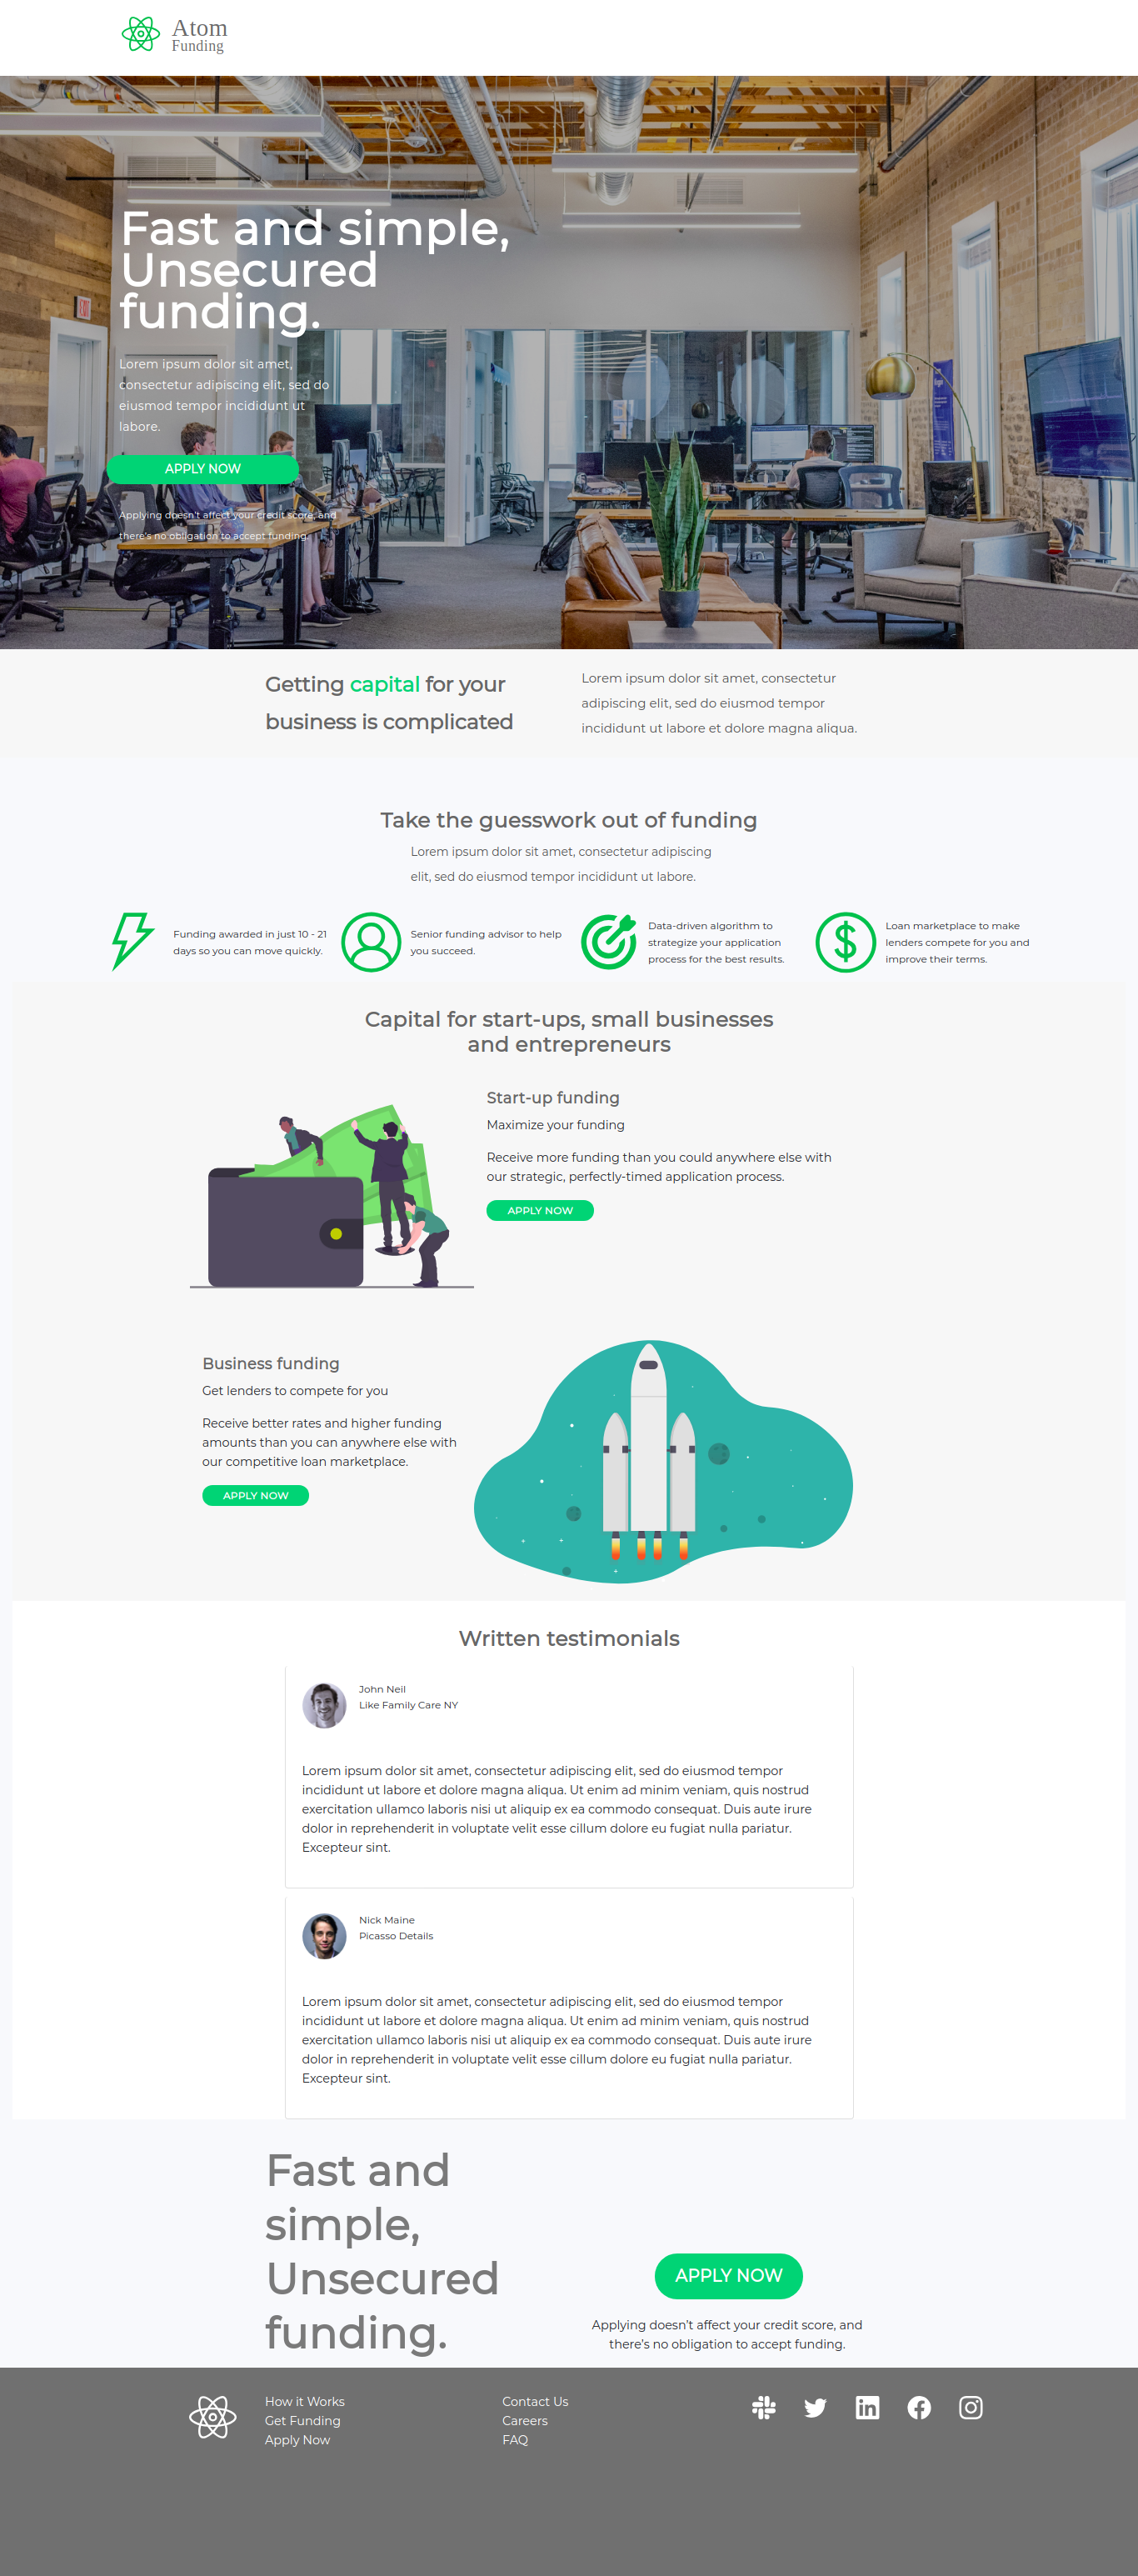 Atom
Funding
Fast and simple,
Unsecured
funding.
Lorem ipsum dolor sit amet,
consectetur adipiscing elit, sed do
eiusmod tempor incididunt ut
labore.
APPLY NOW
Applying doesn't affect your credit score, and
there's no obligation to accept funding.
Getting capital for your
business is complicated
Lorem ipsum dolor sit amet, consectetur
adipiscing elit, sed do eiusmod tempor
incididunt ut labore et dolore magna aliqua.
Take the guesswork out of funding
Lorem ipsum dolor sit amet, consectetur adipiscing
elit, sed do eiusmod tempor incididunt ut labore.
Funding awarded in just 10 - 21
days so you can move quickly.
Senior funding advisor to help
you succeed.
Data-driven algorithm to
strategize your application
process for the best results.
Loan marketplace to make
lenders compete for you and
improve their terms.
Capital for start-ups, small businesses
and entrepreneurs
Start-up funding
Maximize your funding
Receive more funding than you could anywhere else with
our strategic, perfectly-timed application process.
APPLY NOW
Business funding
Get lenders to compete for you
Receive better rates and higher funding
amounts than you can anywhere else with
our competitive loan marketplace.
APPLY NOW
Written testimonials
John Neil
Like Family Care NY
Lorem ipsum dolor sit amet, consectetur adipiscing elit, sed do eiusmod tempor
incididunt ut labore et dolore magna aliqua. Ut enim ad minim veniam, quis nostrud
exercitation ullamco laboris nisi ut aliquip ex ea commodo consequat. Duis aute irure
dolor in reprehenderit in voluptate velit esse cillum dolore eu fugiat nulla pariatur.
Excepteur sint.
Nick Maine
Picasso Details
Lorem ipsum dolor sit amet, consectetur adipiscing elit, sed do eiusmod tempor
incididunt ut labore et dolore magna aliqua. Ut enim ad minim veniam, quis nostrud
exercitation ullamco laboris nisi ut aliquip ex ea commodo consequat. Duis aute irure
dolor in reprehenderit in voluptate velit esse cillum dolore eu fugiat nulla pariatur.
Excepteur sint.
Fast and
simple,
Unsecured
funding.
APPLY NOW
Applying doesn't affect your credit score, and
there's no obligation to accept funding.
How it Works
Get Funding
Apply Now
Contact Us
Careers
FAQ